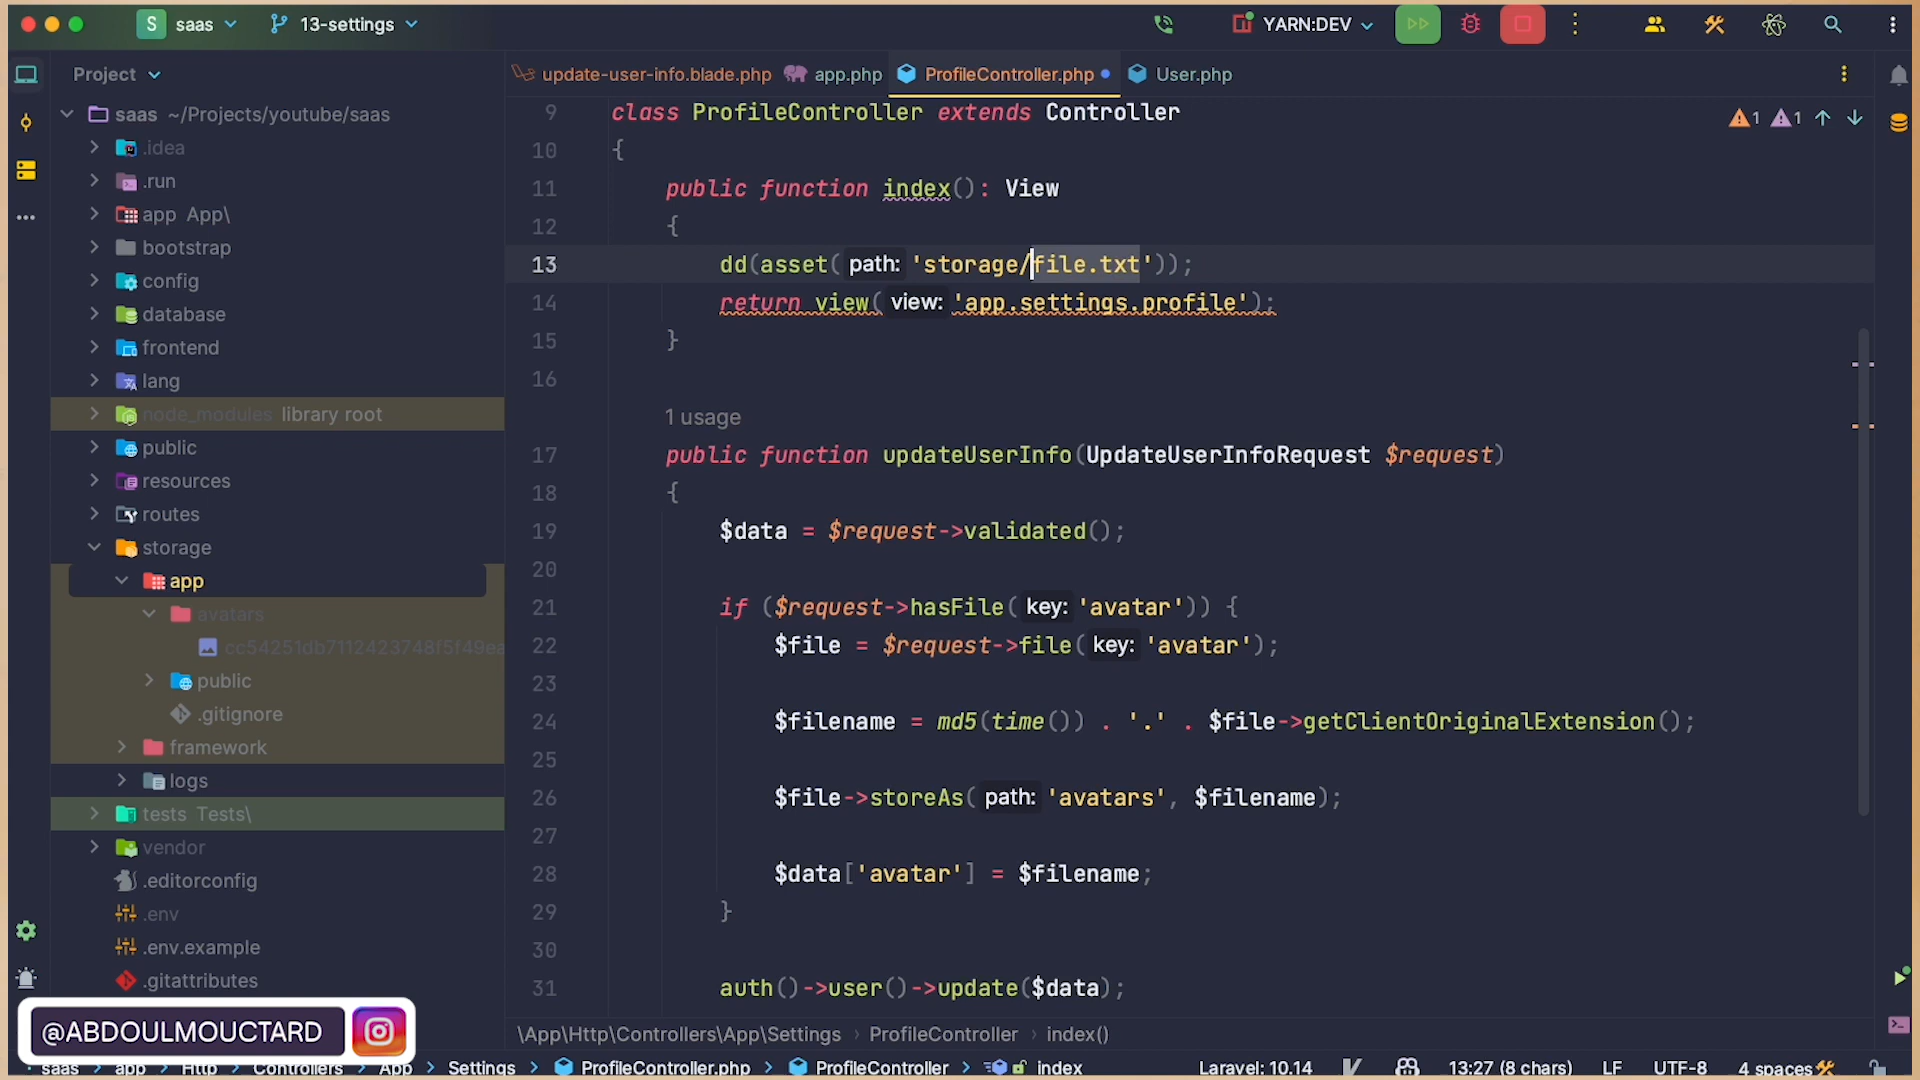 S saas 13-settings YARN:DEV
Project
update-user-info.blade.php app.php ProfileController.php User.php
saas ~/Projects/youtube/saas
.idea
.run
app App\
bootstrap
config
database
frontend
lang
node_modules library root
public
resources
routes
storage
app
avatars
cc54251db7112423748f5f49ea
public
.gitignore
framework
logs
tests Tests\
vendor
.editorconfig
.env
.env.example
.gitattributes
@ABDOULMOUCTARD
1 1
9 class ProfileController extends Controller
10 {
11 public function index(): View
12 {
13 dd(asset( path: 'storage/file.txt'));
14 return view( view: 'app.settings.profile');
15 }
16
1 usage
17 public function updateUserInfo(UpdateUserInfoRequest $request)
18 {
19 $data = $request->validated();
20
21 if ($request->hasFile( key: 'avatar')) {
22 $file = $request->file( key: 'avatar');
23
24 $filename = md5(time()) . '.' . $file->getClientOriginalExtension();
25
26 $file->storeAs( path: 'avatars', $filename);
27
28 $data['avatar'] = $filename;
29 }
30
31 auth()->user()->update($data);
\App\Http\Controllers\App\Settings › ProfileController › index()
saas › app › Http › Controllers › App › Settings › ProfileController.php › ProfileController › index Laravel: 10.14 13:27 (8 chars) LF UTF-8 4 spaces